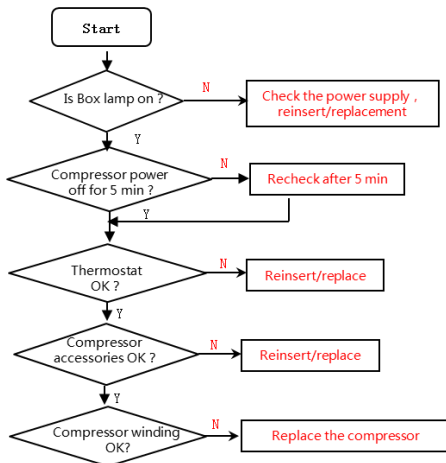 Start
Is Box lamp on ?
N
Check the power supply ,
reinsert/replacement
Y
Compressor power
off for 5 min ?
N
Recheck after 5 min
Y
Thermostat
OK ?
N
Reinsert/replace
Y
Compressor
accessories OK ?
N
Reinsert/replace
Y
Compressor winding
OK?
N
Replace the compressor